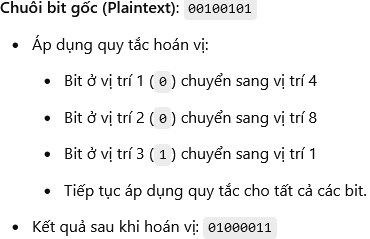 Chuỗi bit gốc (Plaintext): 00100101
• Áp dụng quy tắc hoán vị:
• Bit ở vị trí 1 (0) chuyển sang vị trí 4
• Bit ở vị trí 2 (0) chuyển sang vị trí 8
• Bit ở vị trí 3 (1) chuyển sang vị trí 1
• Tiếp tục áp dụng quy tắc cho tất cả các bit.
• Kết quả sau khi hoán vị: 01000011